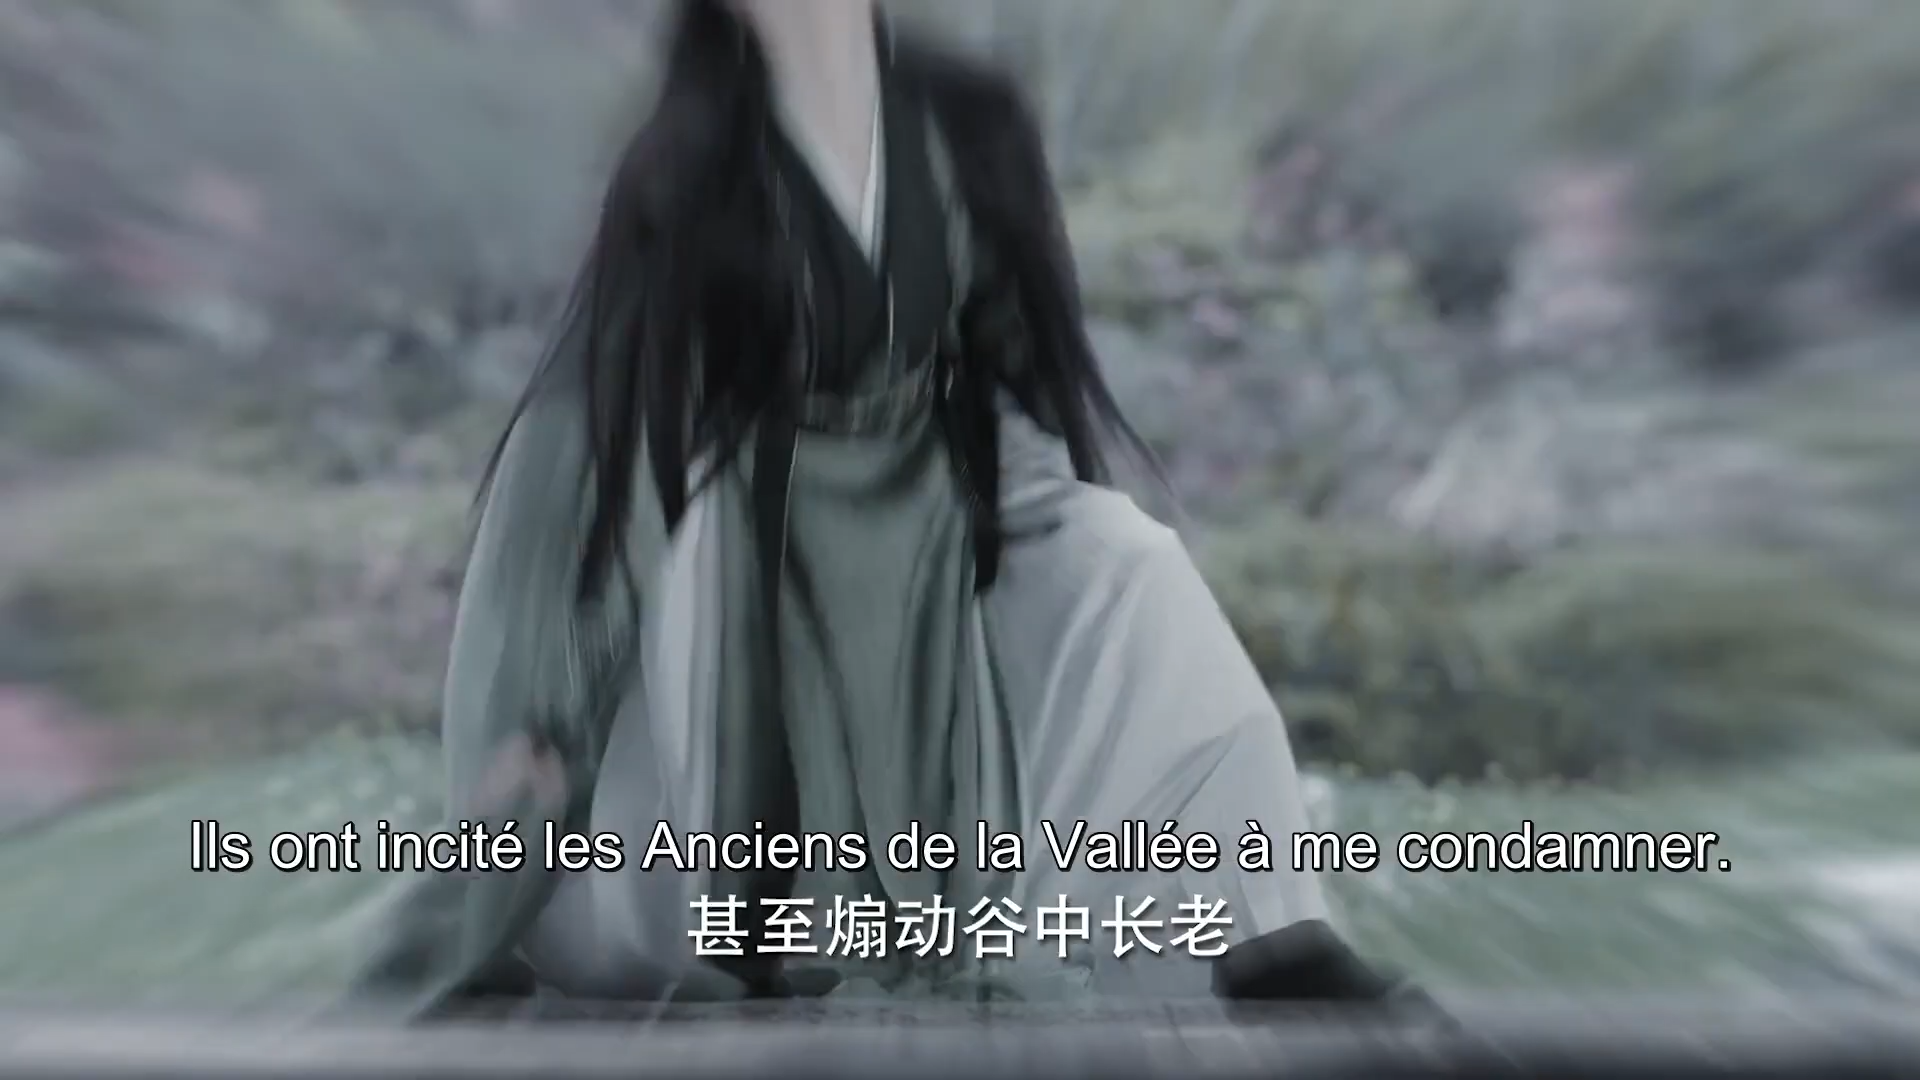 Ils ont incité les Anciens de la Vallée à me condamner.
甚至煽动谷中长老